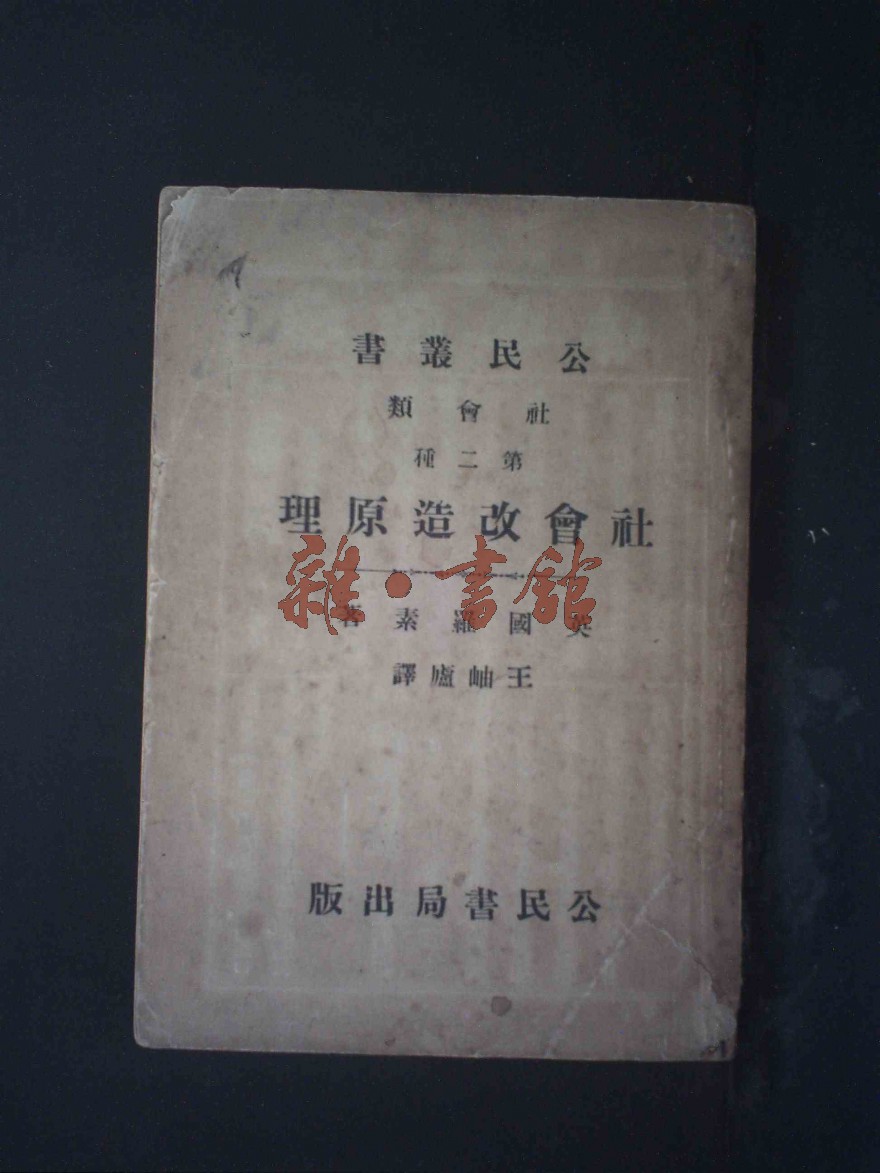 公民叢書
社會類
第二種
社會改造原理
雜·書館
英國羅素著
王岫廬譯
公民書局出版